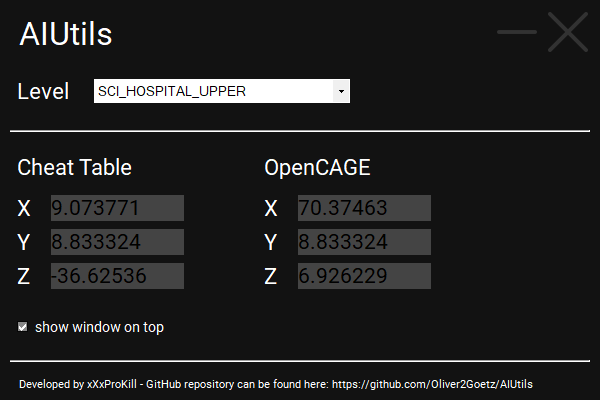 AIUtils
Level SCI_HOSPITAL_UPPER
Cheat Table OpenCAGE
X 9.073771 X 70.37463
Y 8.833324 Y 8.833324
Z -36.62536 Z 6.926229
show window on top
Developed by xXxProKill - GitHub repository can be found here: https://github.com/Oliver2Goetz/AIUtils